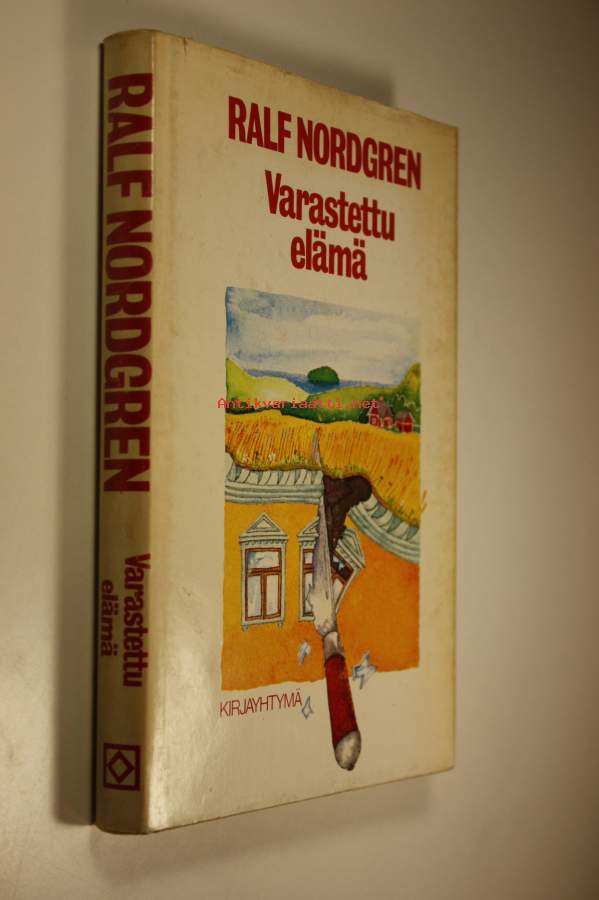 RALF NORDGREN
Varastettu
elämä
RALF NORDGREN
Varastettu
elämä
Antikvariaatti.net
KIRJAYHTYMÄ